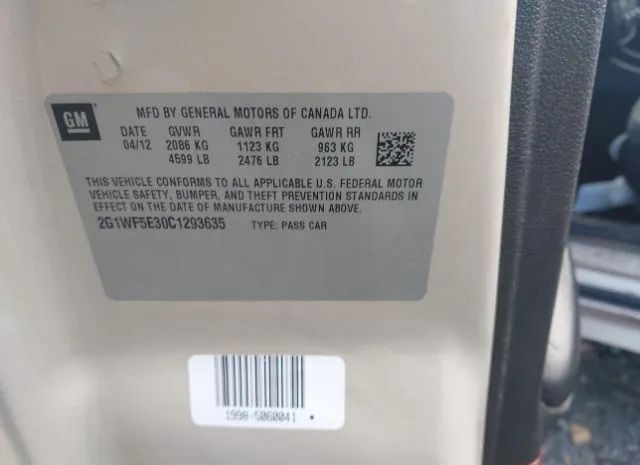 GM
MFD BY GENERAL MOTORS OF CANADA LTD.
DATE GVWR GAWR FRT GAWR RR
04/12 2086 KG 1123 KG 963 KG
4599 LB 2476 LB 2123 LB
THIS VEHICLE CONFORMS TO ALL APPLICABLE U.S. FEDERAL MOTOR
VEHICLE SAFETY, BUMPER, AND THEFT PREVENTION STANDARDS IN
EFFECT ON THE DATE OF MANUFACTURE SHOWN ABOVE.
2G1WF5E30C1293635 TYPE: PASS CAR
1998-5060041